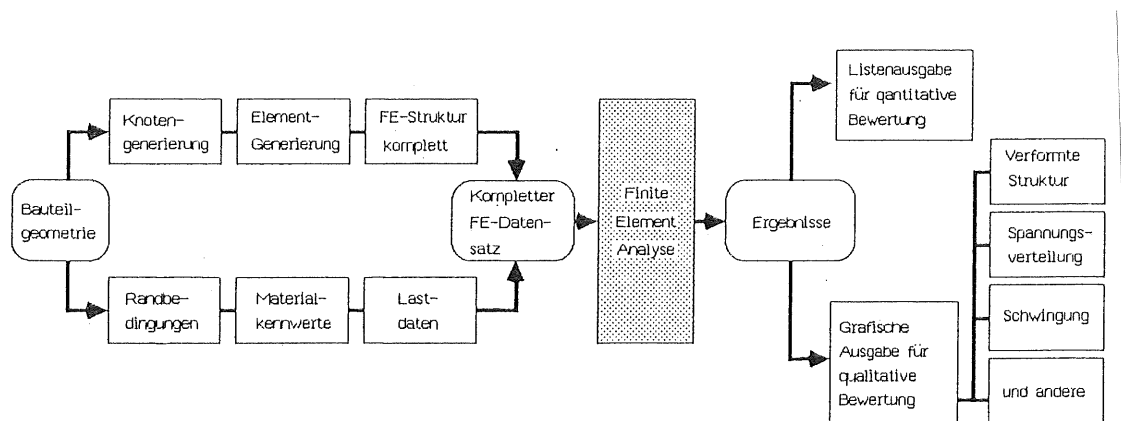 Bauteil-
geometrie
Knoten-
generierung
Element-
Generierung
FE-Struktur
komplett
Randbe-
dingungen
Material-
kennwerte
Last-
daten
Kompletter
FE-Daten-
satz
Finite
Element
Analyse
Ergebnisse
Listenausgabe
für qantitative
Bewertung
Grafische
Ausgabe für
qualitative
Bewertung
Verformte
Struktur
Spannungs-
verteilung
Schwingung
und andere